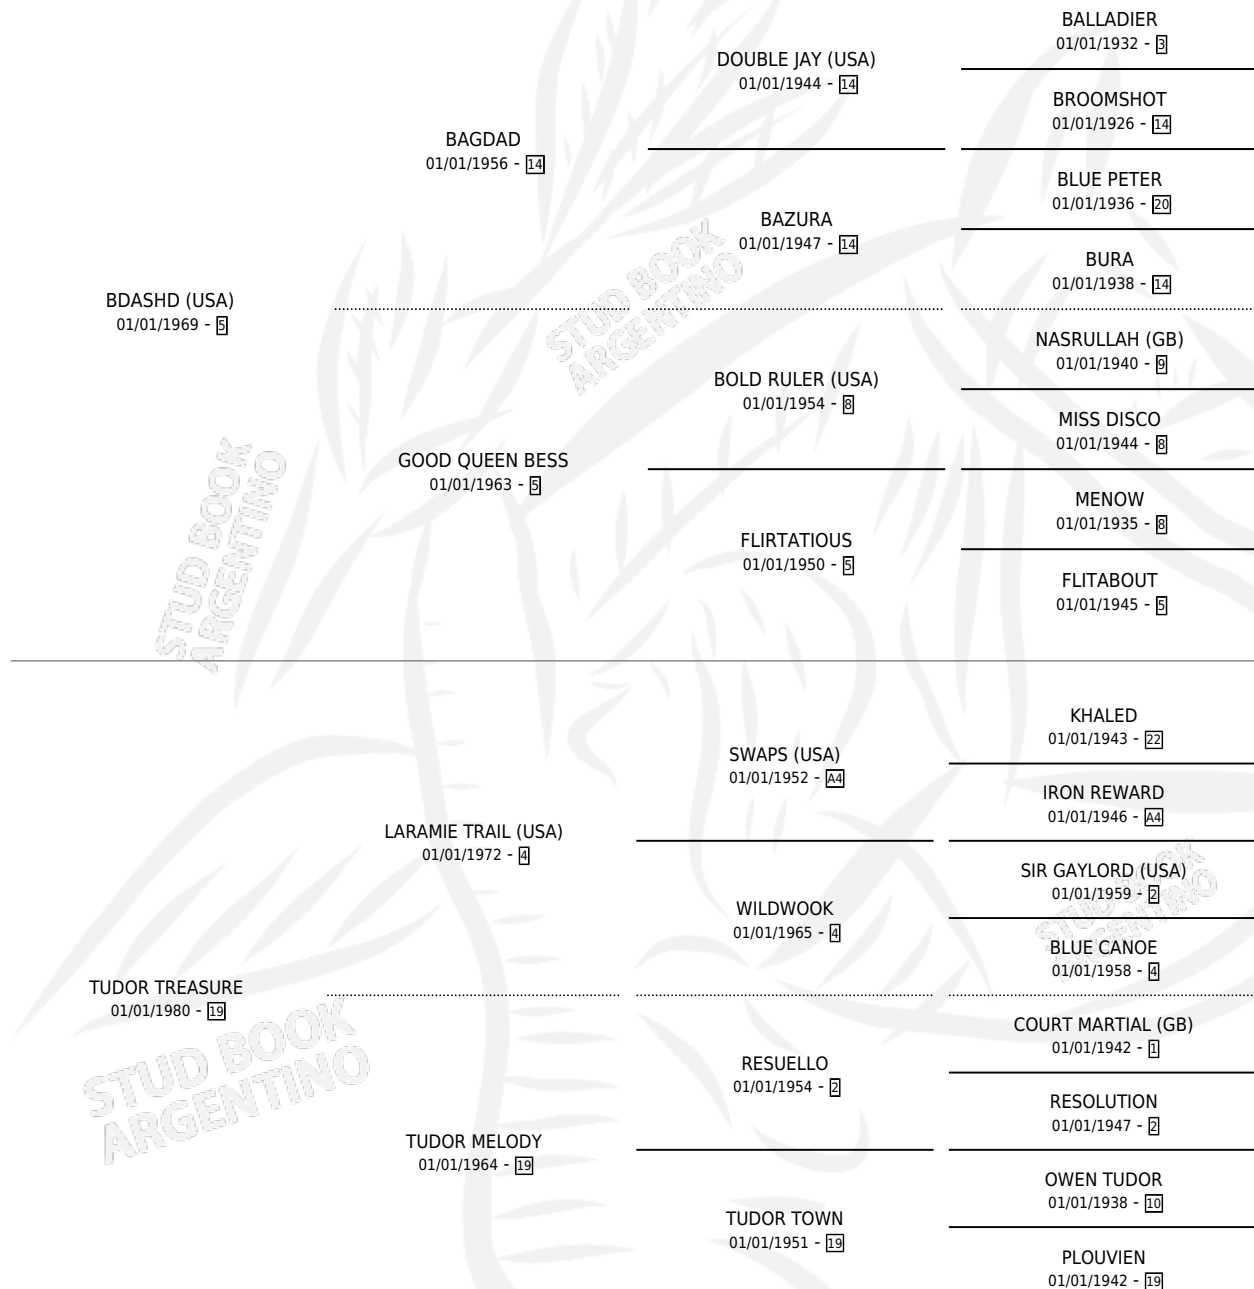 BALLADIER
01/01/1932 - 3
DOUBLE JAY (USA)
01/01/1944 - 14
BROOMSHOT
01/01/1926 - 14
BAGDAD
01/01/1956 - 14
BLUE PETER
01/01/1936 - 20
BAZURA
01/01/1947 - 14
BURA
01/01/1938 - 14
BDASHD (USA)
01/01/1969 - 5
STUD BOOK
ARGENTINO
NASRULLAH (GB)
01/01/1940 - 9
BOLD RULER (USA)
01/01/1954 - 8
MISS DISCO
01/01/1944 - 8
GOOD QUEEN BESS
01/01/1963 - 5
MENOW
01/01/1935 - 8
FLIRTATIOUS
01/01/1950 - 5
FLITABOUT
01/01/1945 - 5
STUD BOOK
ARGENTINO
KHALED
01/01/1943 - 22
SWAPS (USA)
01/01/1952 - A4
IRON REWARD
01/01/1946 - A4
LARAMIE TRAIL (USA)
01/01/1972 - 4
SIR GAYLORD (USA)
01/01/1959 - 2
WILDWOOK
01/01/1965 - 4
STUD BOOK
ARGENTINO
BLUE CANOE
01/01/1958 - 4
TUDOR TREASURE
01/01/1980 - 19
COURT MARTIAL (GB)
01/01/1942 - 1
RESUELLO
01/01/1954 - 2
STUD BOOK
ARGENTINO
RESOLUTION
01/01/1947 - 2
TUDOR MELODY
01/01/1964 - 19
OWEN TUDOR
01/01/1938 - 10
TUDOR TOWN
01/01/1951 - 19
PLOUVIEN
01/01/1942 - 19